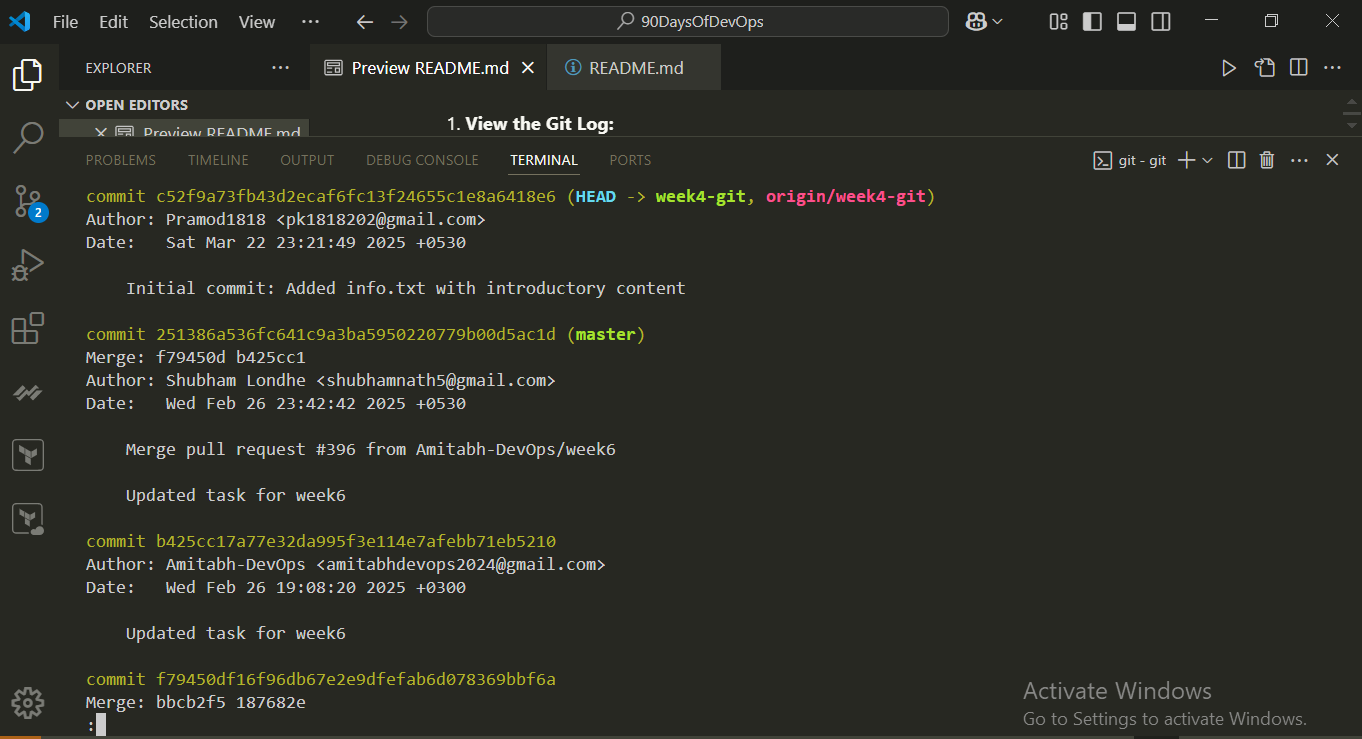 File Edit Selection View ··· 90DaysOfDevOps
EXPLORER ··· Preview README.md README.md
OPEN EDITORS
Preview README.md
1. View the Git Log:
PROBLEMS TIMELINE OUTPUT DEBUG CONSOLE TERMINAL PORTS git - git
commit c52f9a73fb43d2ecaf6fc13f24655c1e8a6418e6 (HEAD -> week4-git, origin/week4-git)
Author: Pramod1818 <pk1818202@gmail.com>
Date:   Sat Mar 22 23:21:49 2025 +0530
Initial commit: Added info.txt with introductory content
commit 251386a536fc641c9a3ba5950220779b00d5ac1d (master)
Merge: f79450d b425cc1
Author: Shubham Londhe <shubhamnath5@gmail.com>
Date:   Wed Feb 26 23:42:42 2025 +0530
Merge pull request #396 from Amitabh-DevOps/week6
Updated task for week6
commit b425cc17a77e32da995f3e114e7afebb71eb5210
Author: Amitabh-DevOps <amitabhdevops2024@gmail.com>
Date:   Wed Feb 26 19:08:20 2025 +0300
Updated task for week6
commit f79450df16f96db67e2e9dfefab6d078369bbf6a
Merge: bbcb2f5 187682e
:
2
Activate Windows
Go to Settings to activate Windows.